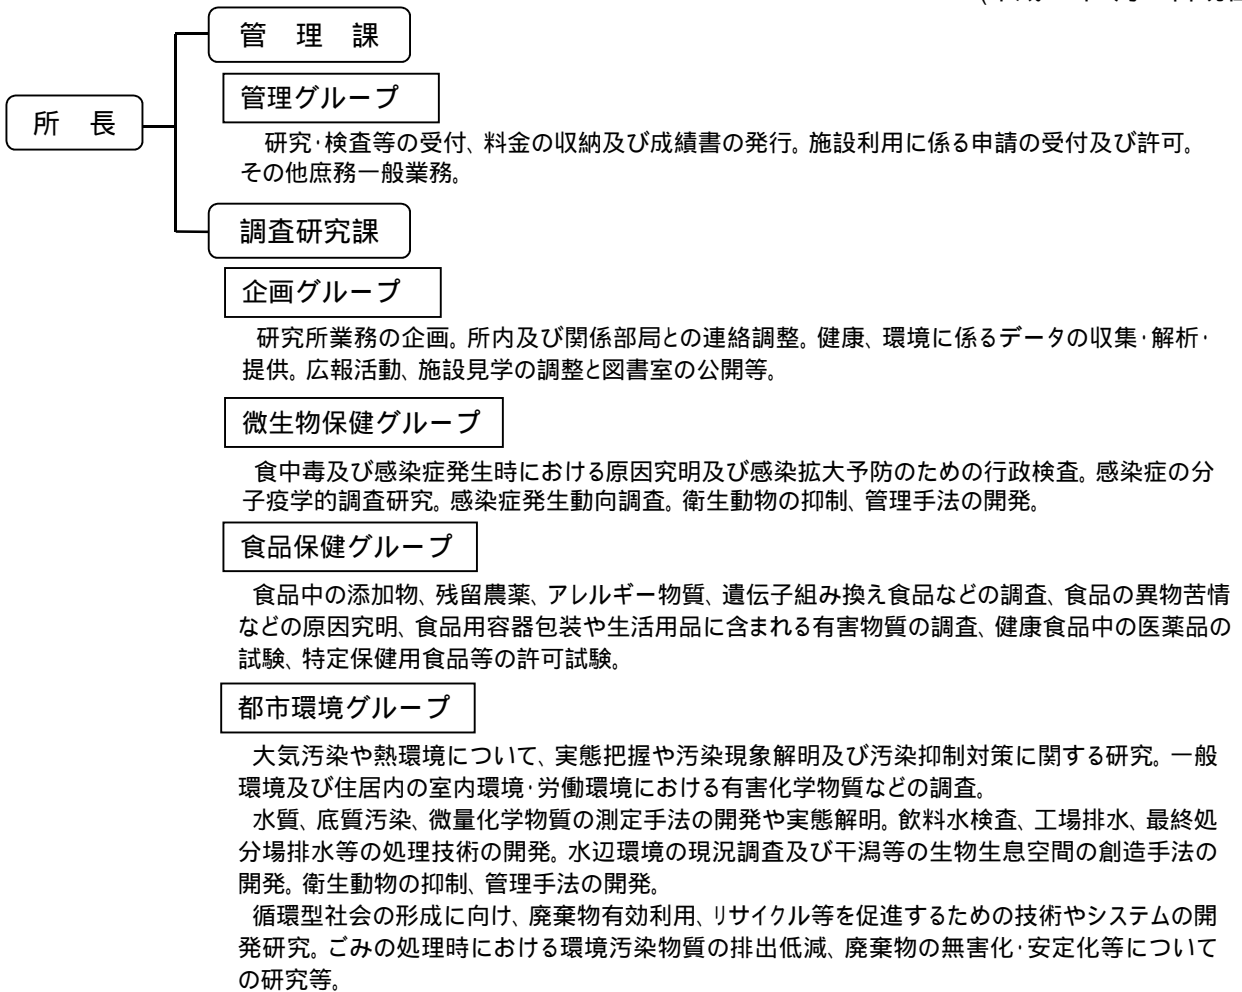 管　理　課
管理グループ
所　長
研究・検査等の受付、料金の収納及び成績書の発行。施設利用に係る申請の受付及び許可。
その他庶務一般業務。
調査研究課
企画グループ
研究所業務の企画。所内及び関係部局との連絡調整。健康、環境に係るデータの収集・解析・
提供。広報活動、施設見学の調整と図書室の公開等。
微生物保健グループ
食中毒及び感染症発生時における原因究明及び感染拡大予防のための行政検査。感染症の分
子疫学的調査研究。感染症発生動向調査。衛生動物の抑制、管理手法の開発。
食品保健グループ
食品中の添加物、残留農薬、アレルギー物質、遺伝子組み換え食品などの調査、食品の異物苦情
などの原因究明、食品用容器包装や生活用品に含まれる有害物質の調査、健康食品中の医薬品の
試験、特定保健用食品等の許可試験。
都市環境グループ
大気汚染や熱環境について、実態把握や汚染現象解明及び汚染抑制対策に関する研究。一般
環境及び住居内の室内環境・労働環境における有害化学物質などの調査。
水質、底質汚染、微量化学物質の測定手法の開発や実態解明。飲料水検査、工場排水、最終処
分場排水等の処理技術の開発。水辺環境の現況調査及び干潟等の生物生息空間の創造手法の
開発。衛生動物の抑制、管理手法の開発。
循環型社会の形成に向け、廃棄物有効利用、リサイクル等を促進するための技術やシステムの開
発研究。ごみの処理時における環境汚染物質の排出低減、廃棄物の無害化・安定化等について
の研究等。